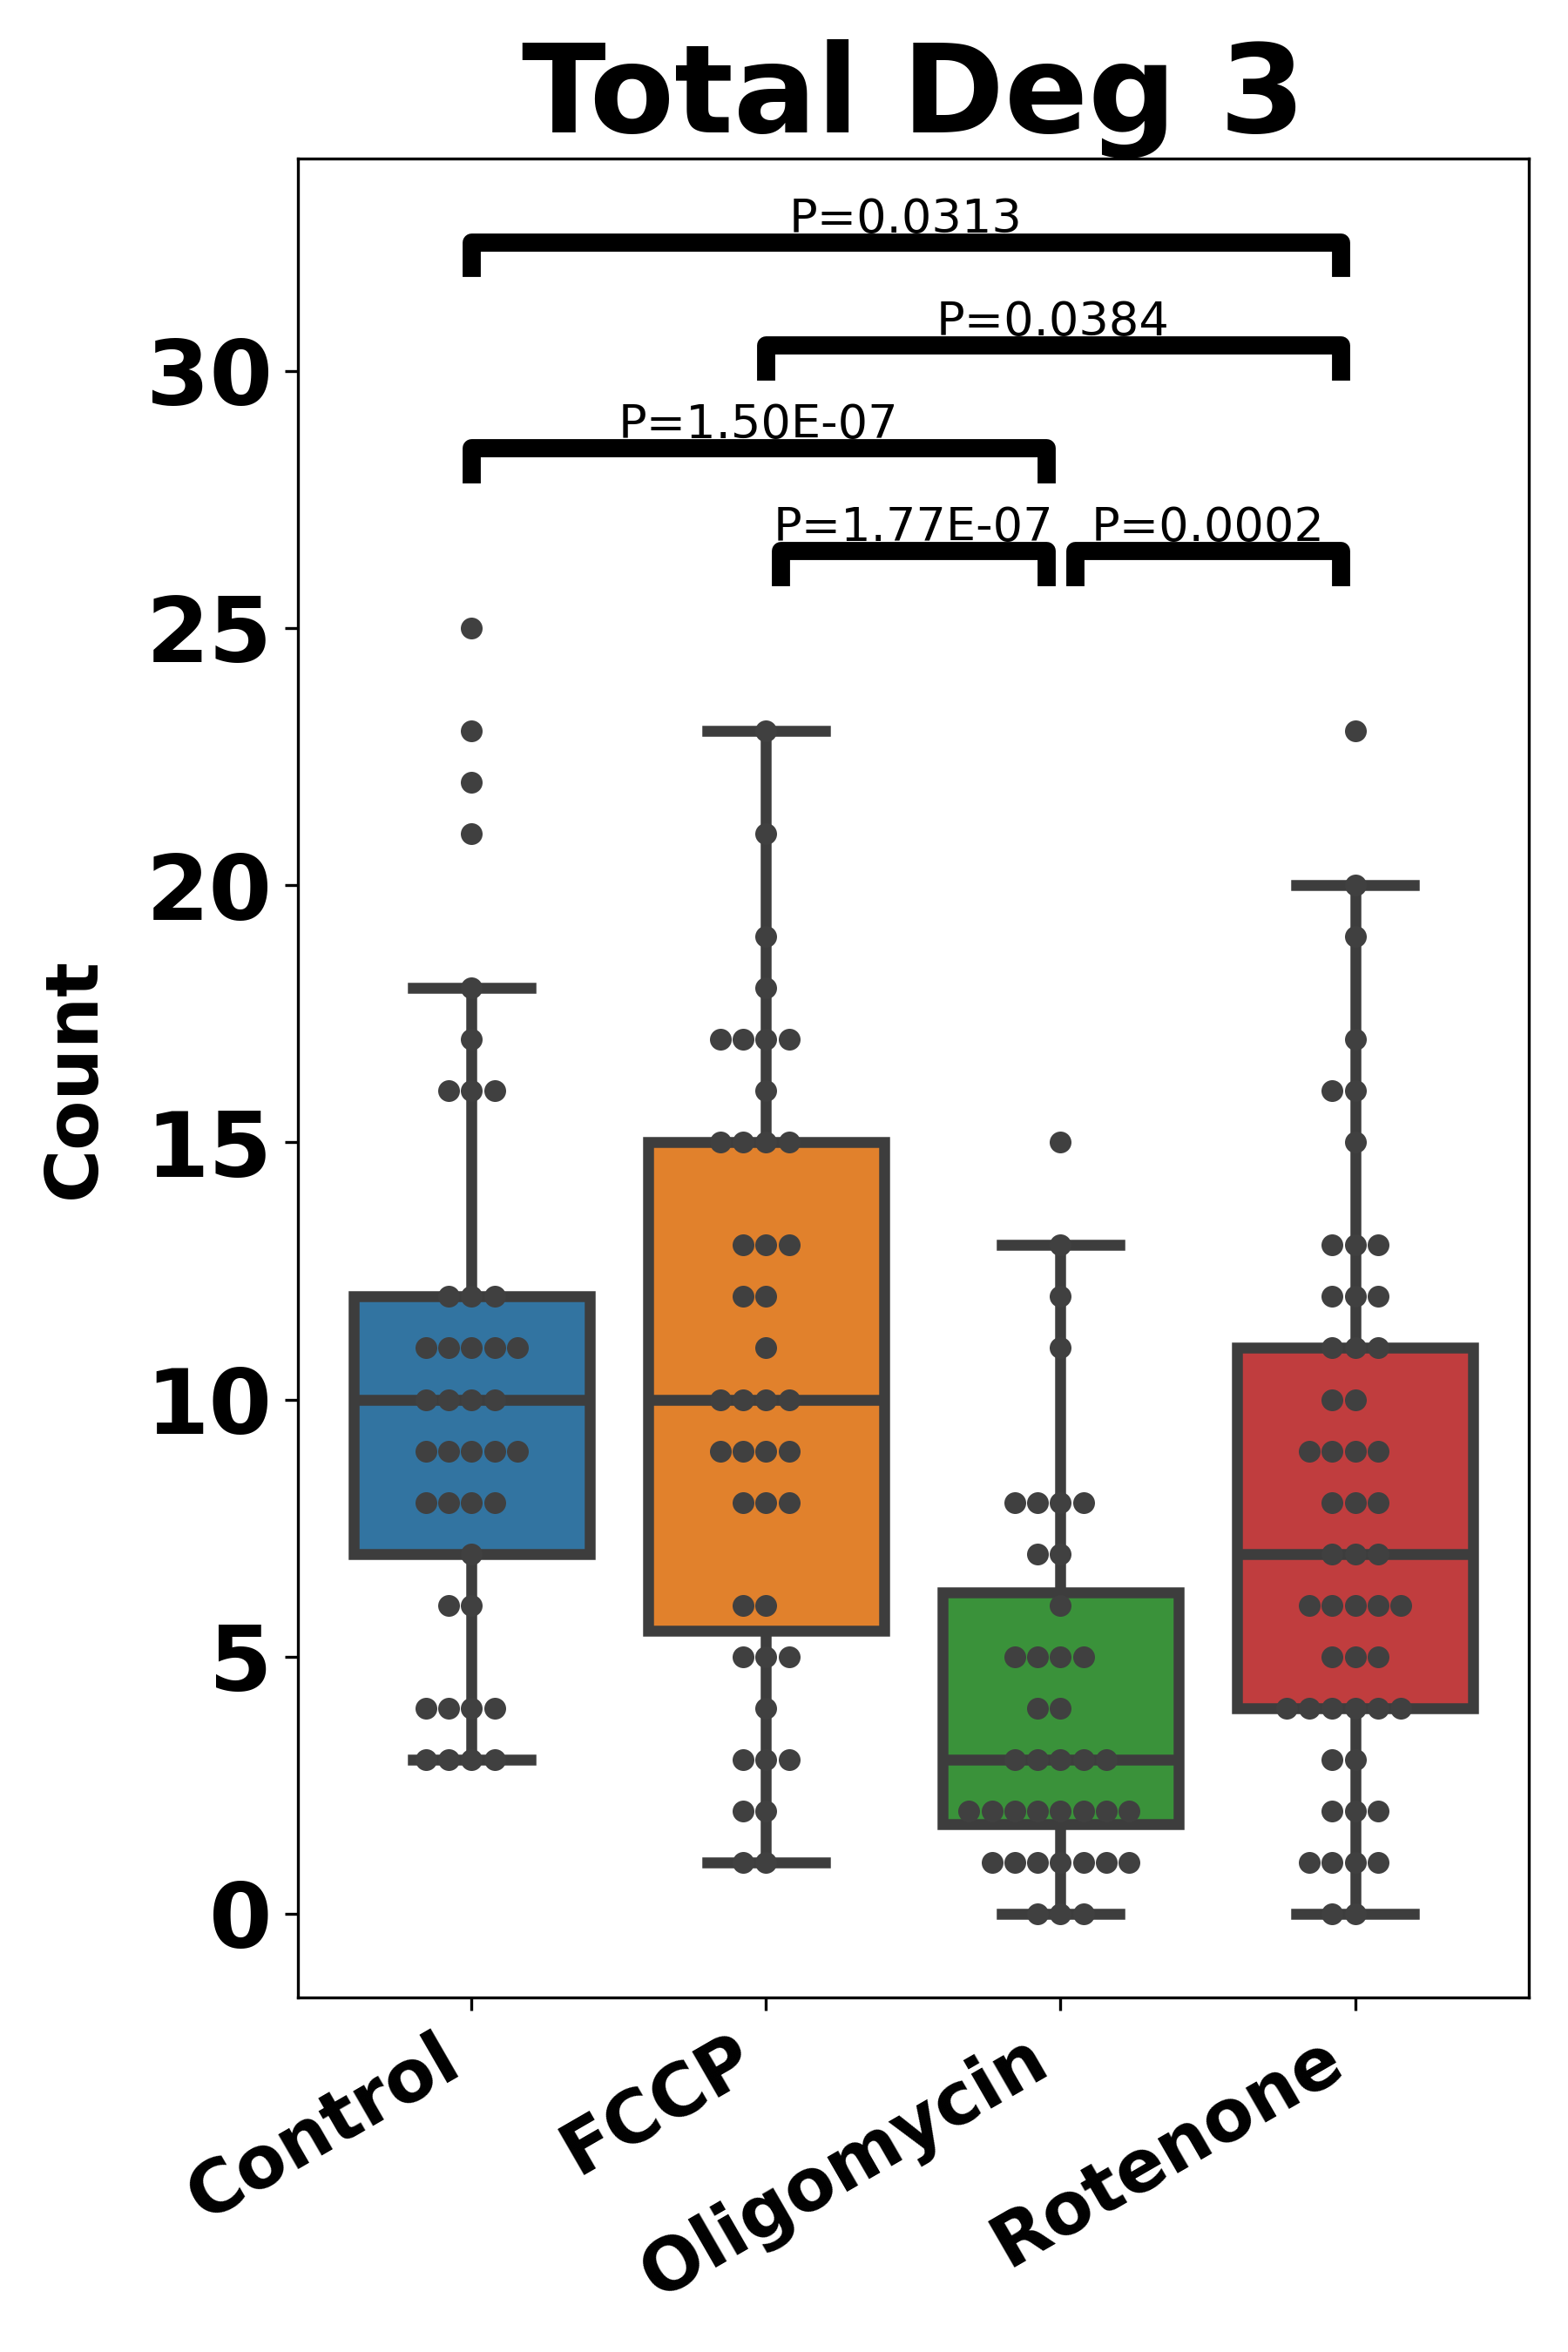 Total Deg 3
P=0.0313
P=0.0384
P=1.50E-07
P=1.77E-07 P=0.0002
30
25
20
15
10
5
0
Count
Control
FCCP
Oligomycin
Rotenone